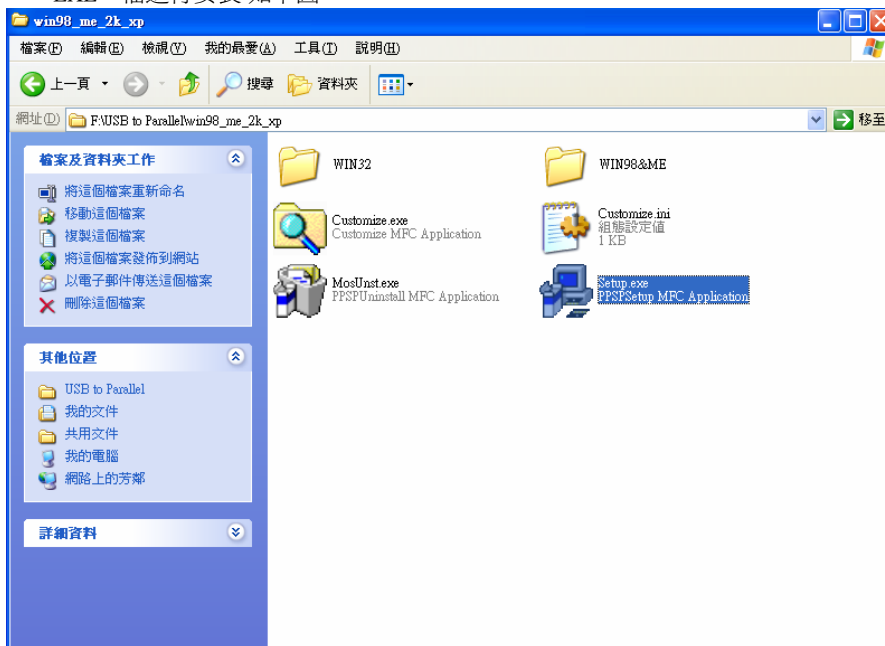 win98_me_2k_xp
檔案(F) 編輯(E) 檢視(V) 我的最愛(A) 工具(T) 說明(H)
上一頁 搜尋 資料夾
網址(D) F:\USB to Parallel\win98_me_2k_xp 移至
檔案及資料夾工作
將這個檔案重新命名
移動這個檔案
複製這個檔案
將這個檔案發佈到網站
以電子郵件傳送這個檔案
刪除這個檔案
其他位置
USB to Parallel
我的文件
共用文件
我的電腦
網路上的芳鄰
詳細資料
WIN32
WIN98&ME
Customize.exe
Customize MFC Application
Customize.ini
組態設定值
1 KB
MosUnst.exe
PPSPUninstall MFC Application
Setup.exe
PPSPSetup MFC Application